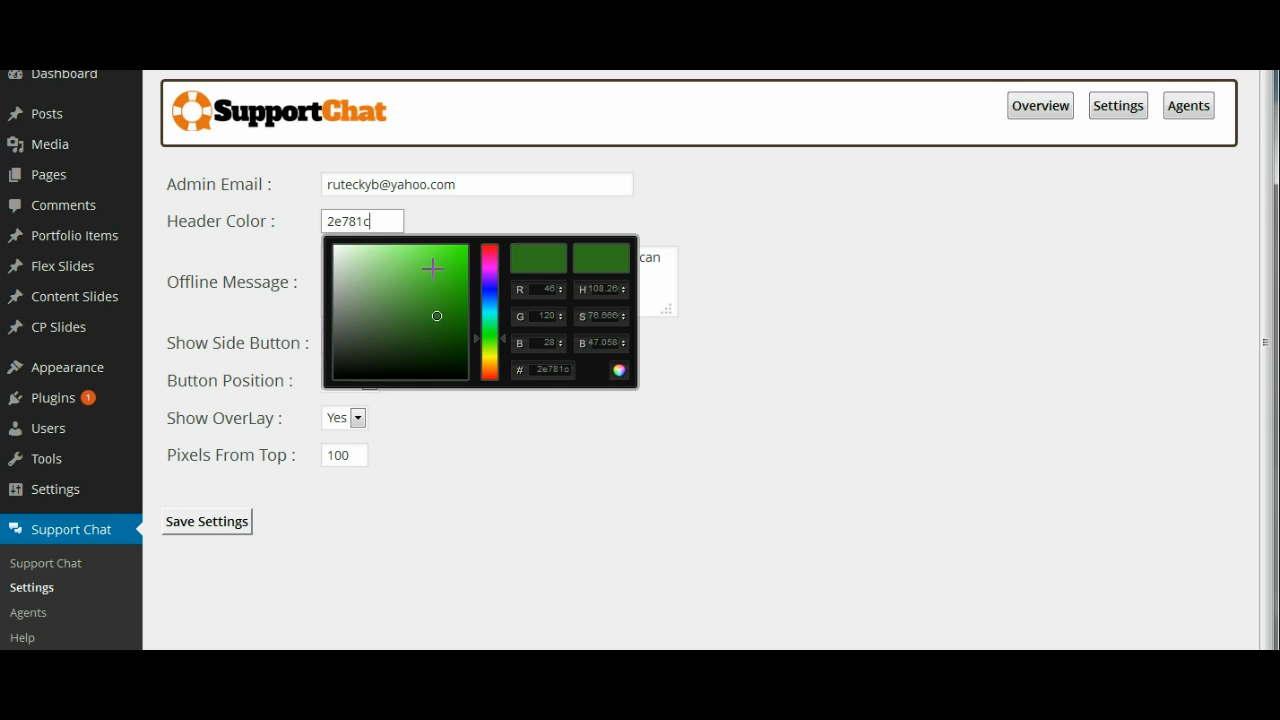 Dashboard
Posts
Media
Pages
Comments
Portfolio Items
Flex Slides
Content Slides
CP Slides
Appearance
Plugins 1
Users
Tools
Settings
Support Chat
Support Chat
Settings
Agents
Help
SupportChat
Overview Settings Agents
Admin Email : ruteckyb@yahoo.com
Header Color : 2e781c
R 46 H 108.26
G 120 S 76.666
B 28 B 47.058
# 2e781c
Offline Message : can
Show Side Button :
Button Position :
Show OverLay : Yes
Pixels From Top : 100
Save Settings